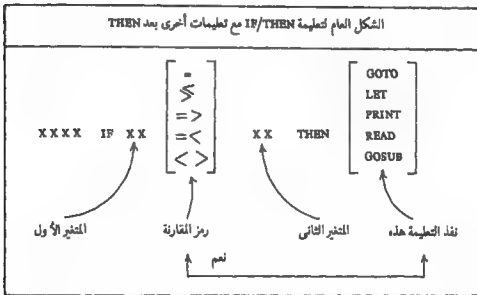 الشكل العام لتعليمة IF/THEN مع تعليمات أخرى بعد THEN
XXXX IF XX
=
= >
= <
< >
XX THEN
GOTO
LET
PRINT
READ
GOSUB
المتغير الأول
رمز المقارنة
المتغير الثانى
نفذ التعليمة هذه
نعم